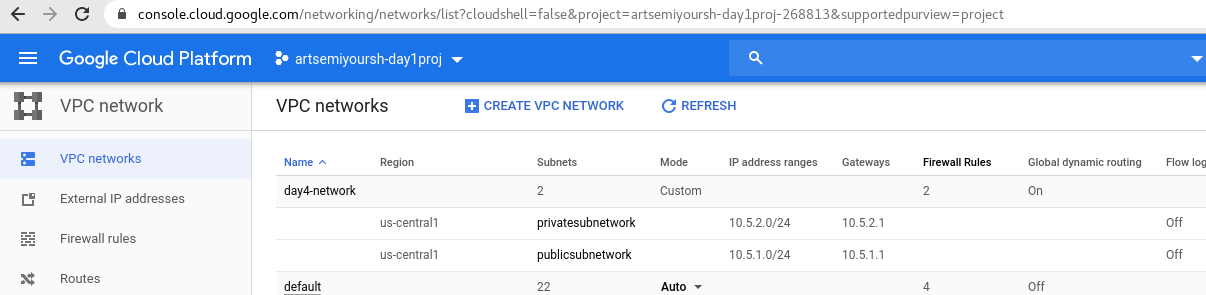 console.cloud.google.com/networking/networks/list?cloudshell=false&project=artsemiyoursh-day1proj-268813&supportedpurview=project
Google Cloud Platform artsemiyoursh-day1proj
VPC network VPC networks CREATE VPC NETWORK REFRESH
VPC networks
External IP addresses
Firewall rules
Routes
Name Region Subnets Mode IP address ranges Gateways Firewall Rules Global dynamic routing Flow log
day4-network 2 Custom 2 On
us-central1 privatesubnetwork 10.5.2.0/24 10.5.2.1 Off
us-central1 publicsubnetwork 10.5.1.0/24 10.5.1.1 Off
default 22 Auto 4 Off